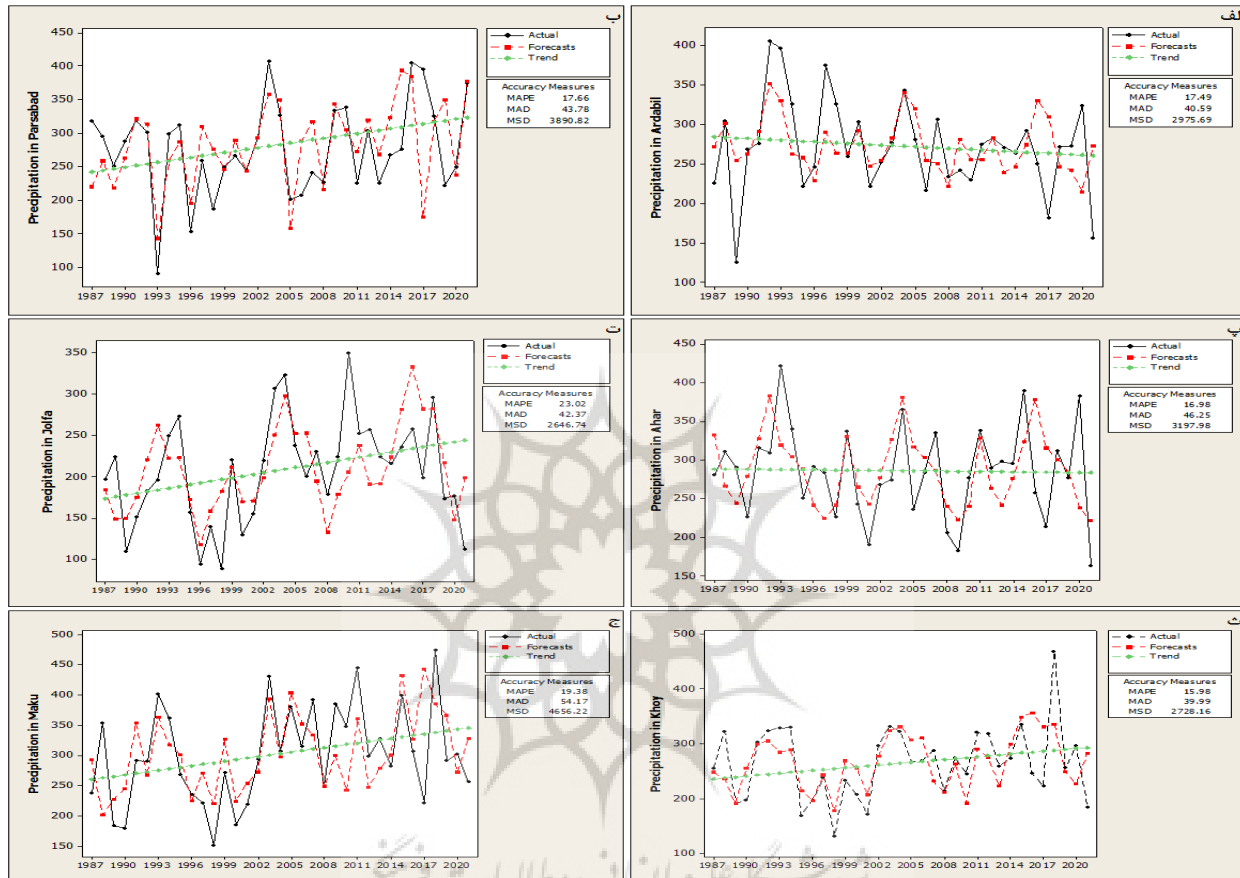 ب
Precipitation in Parsabad
450
400
350
300
250
200
150
100
1987 1990 1993 1996 1999 2002 2005 2008 2011 2014 2017 2020
Actual
Forecasts
Trend
Accuracy Measures
MAPE 17.66
MAD 43.78
MSD 3890.82
الف
Precipitation in Ardabil
400
350
300
250
200
150
100
1987 1990 1993 1996 1999 2002 2005 2008 2011 2014 2017 2020
Actual
Forecasts
Trend
Accuracy Measures
MAPE 17.49
MAD 40.59
MSD 2975.69
ت
Precipitation in Jolfa
350
300
250
200
150
100
1987 1990 1993 1996 1999 2002 2005 2008 2011 2014 2017 2020
Actual
Forecasts
Trend
Accuracy Measures
MAPE 23.02
MAD 42.37
MSD 2646.74
پ
Precipitation in Ahar
450
400
350
300
250
200
150
1987 1990 1993 1996 1999 2002 2005 2008 2011 2014 2017 2020
Actual
Forecasts
Trend
Accuracy Measures
MAPE 16.98
MAD 46.25
MSD 3197.98
ج
Precipitation in Maku
500
450
400
350
300
250
200
150
1987 1990 1993 1996 1999 2002 2005 2008 2011 2014 2017 2020
Actual
Forecasts
Trend
Accuracy Measures
MAPE 19.38
MAD 54.17
MSD 4656.22
ث
Precipitation in Khoy
500
400
300
200
100
1987 1990 1993 1996 1999 2002 2005 2008 2011 2014 2017 2020
Actual
Forecasts
Trend
Accuracy Measures
MAPE 15.98
MAD 39.99
MSD 2728.16